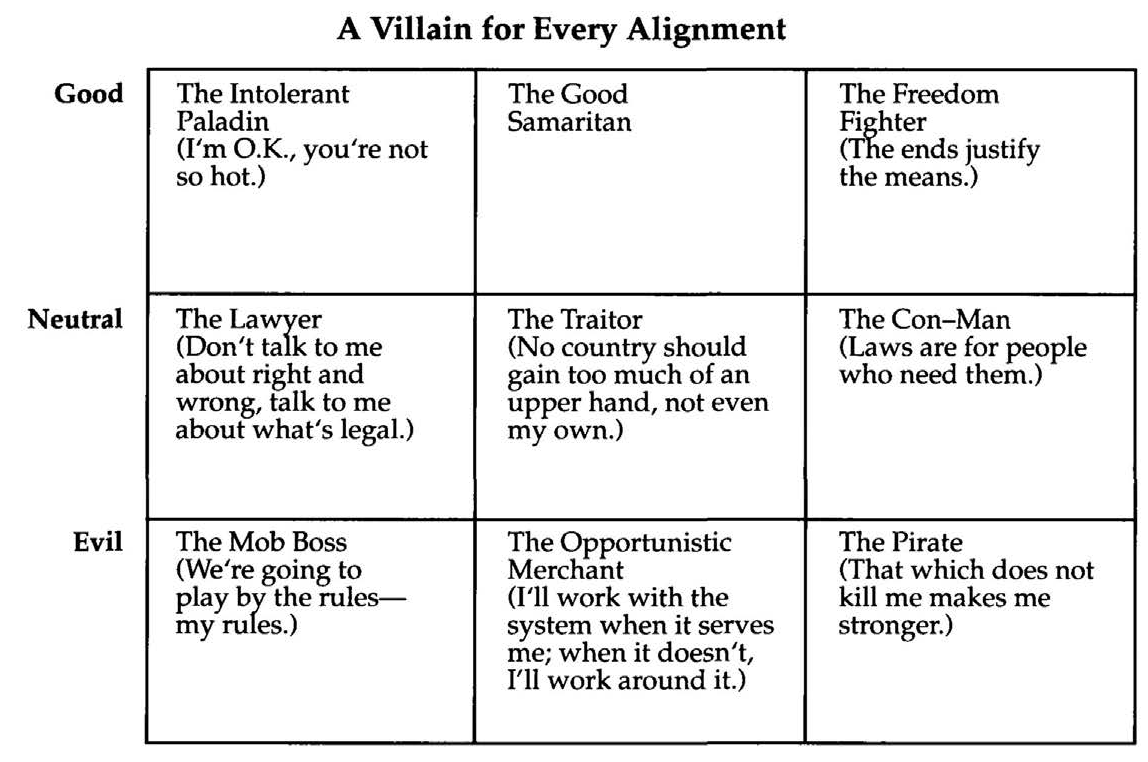 A Villain for Every Alignment
Good
The Intolerant
Paladin
(I'm O.K., you're not
so hot.)
The Good
Samaritan
The Freedom
Fighter
(The ends justify
the means.)
Neutral
The Lawyer
(Don't talk to me
about right and
wrong, talk to me
about what's legal.)
The Traitor
(No country should
gain too much of an
upper hand, not even
my own.)
The Con–Man
(Laws are for people
who need them.)
Evil
The Mob Boss
(We're going to
play by the rules—
my rules.)
The Opportunistic
Merchant
(I'll work with the
system when it serves
me; when it doesn't,
I'll work around it.)
The Pirate
(That which does not
kill me makes me
stronger.)